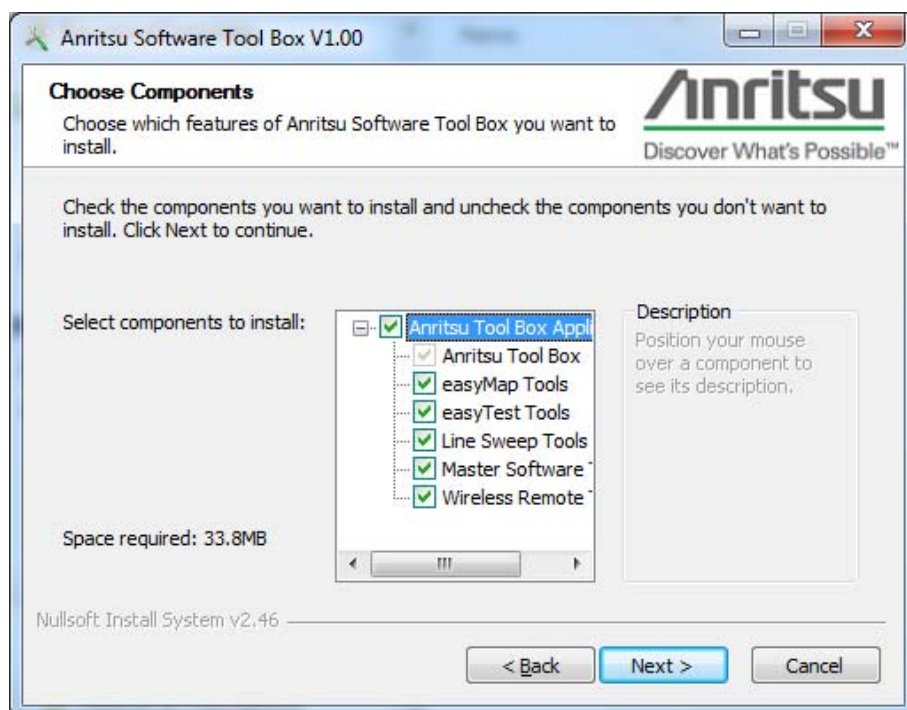 Anritsu Software Tool Box V1.00
Choose Components
Choose which features of Anritsu Software Tool Box you want to
install.
Anritsu
Discover What's Possible™
Check the components you want to install and uncheck the components you don't want to
install. Click Next to continue.
Select components to install:
Anritsu Tool Box Appli
Anritsu Tool Box
easyMap Tools
easyTest Tools
Line Sweep Tools
Master Software
Wireless Remote
Description
Position your mouse
over a component to
see its description.
Space required: 33.8MB
Nullsoft Install System v2.46
< Back
Next >
Cancel